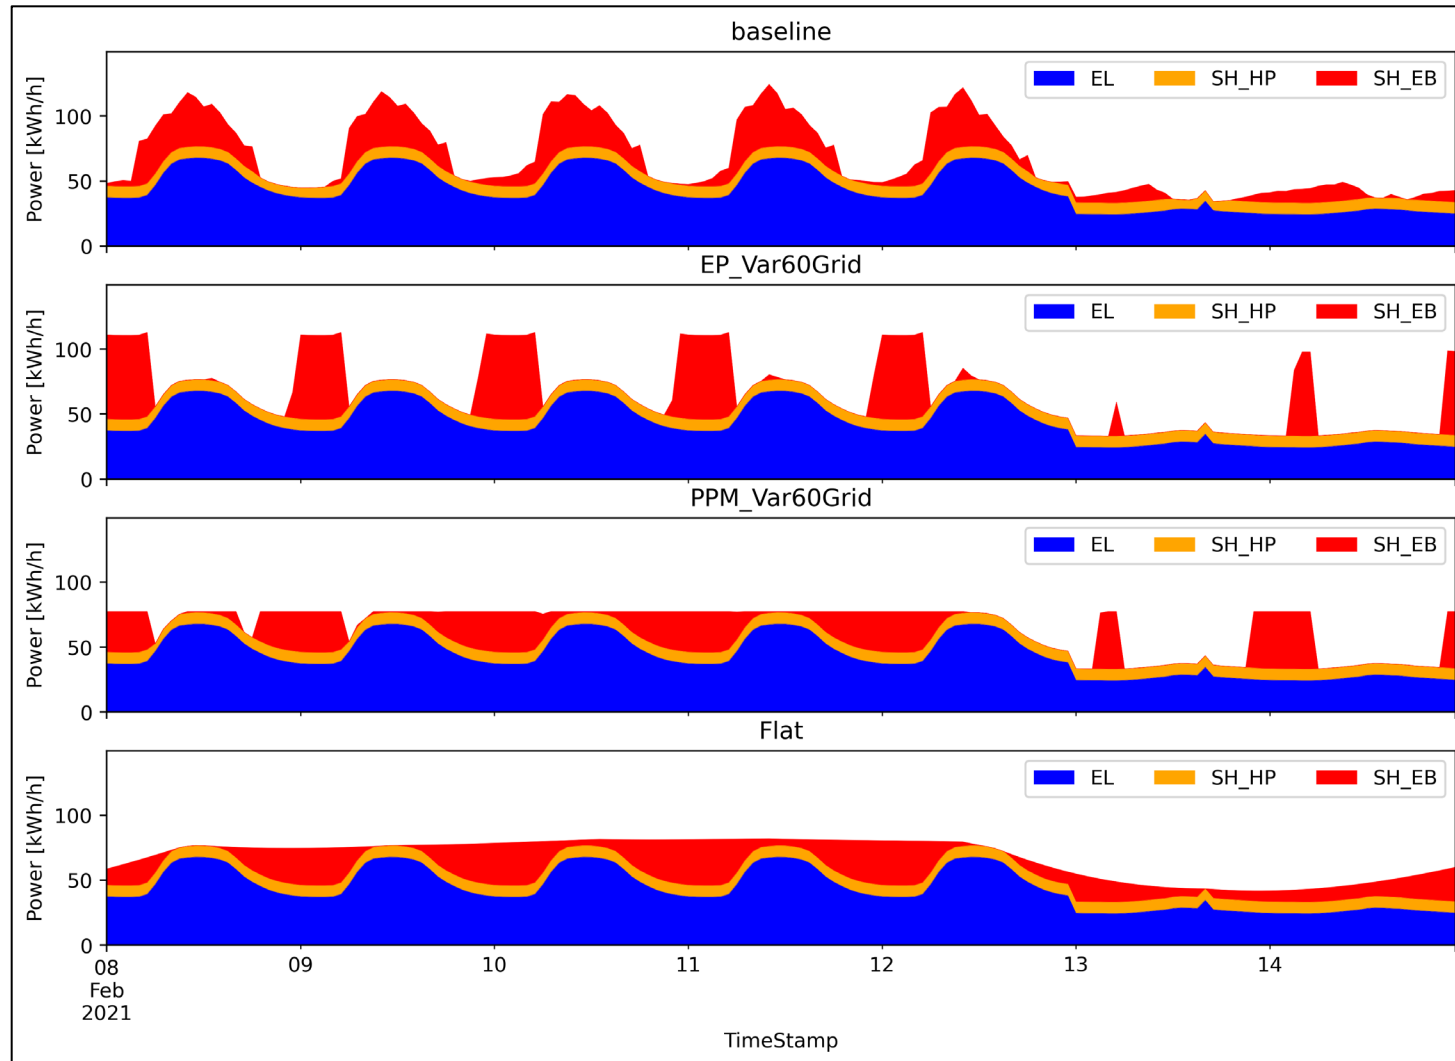 baseline
Power [kWh/h]
100
50
0
EL SH_HP SH_EB
EP_Var60Grid
Power [kWh/h]
100
50
0
EL SH_HP SH_EB
PPM_Var60Grid
Power [kWh/h]
100
50
0
EL SH_HP SH_EB
Flat
Power [kWh/h]
100
50
0
EL SH_HP SH_EB
08 09 10 11 12 13 14
Feb
2021
TimeStamp